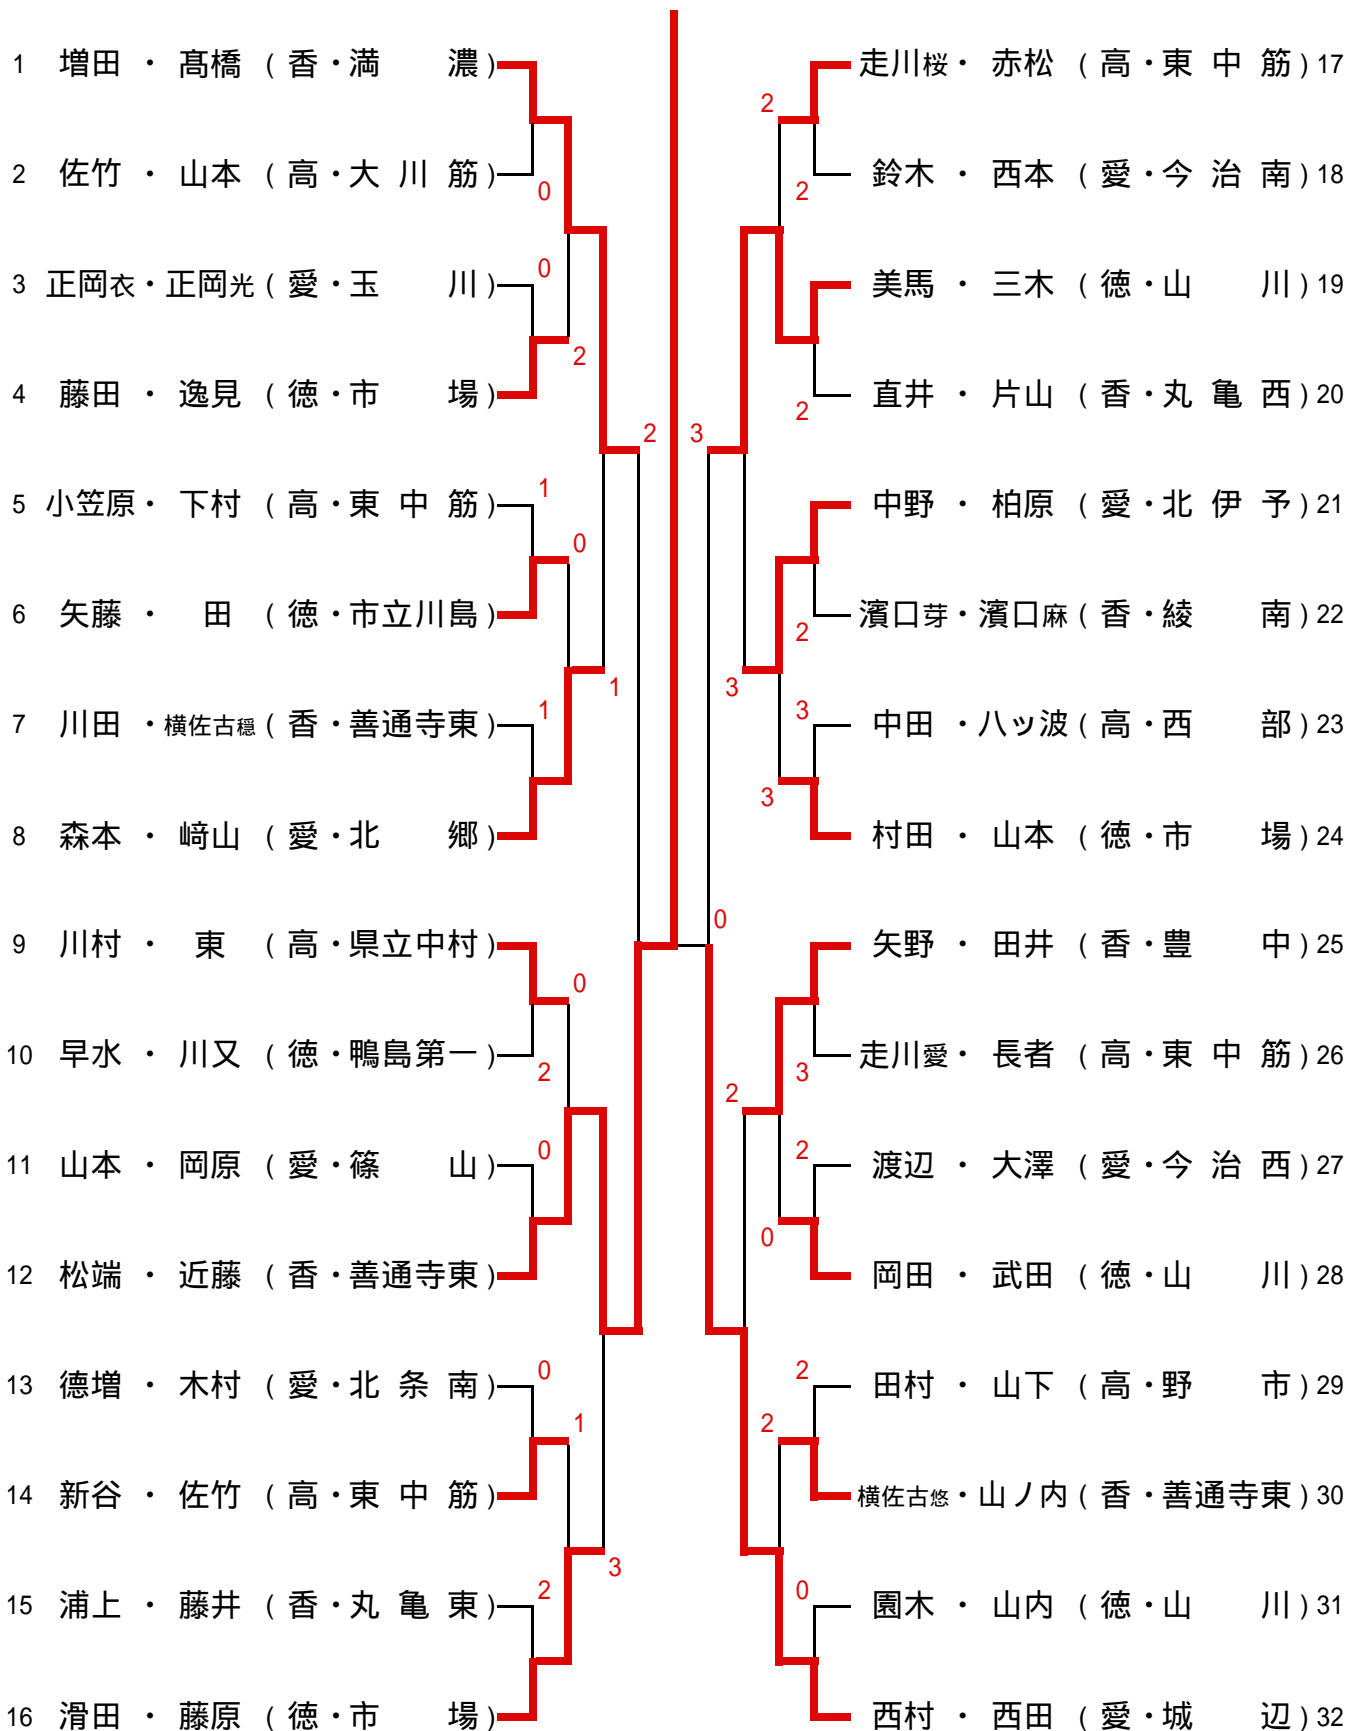 1 増田 ・ 髙橋 ( 香 ・ 満 濃 )
2 佐竹 ・ 山本 ( 高 ・ 大 川 筋 )
0
3 正岡衣 ・ 正岡光 ( 愛 ・ 玉 川 )
0
2
4 藤田 ・ 逸見 ( 徳 ・ 市 場 )
2
5 小笠原 ・ 下村 ( 高 ・ 東 中 筋 )
1
0
6 矢藤 ・ 田 ( 徳 ・ 市立川島 )
1
7 川田 ・ 横佐古穏 ( 香 ・ 善通寺東 )
1
8 森本 ・ 﨑山 ( 愛 ・ 北 郷 )
9 川村 ・ 東 ( 高 ・ 県立中村 )
0
10 早水 ・ 川又 ( 徳 ・ 鴨島第一 )
2
11 山本 ・ 岡原 ( 愛 ・ 篠 山 )
0
12 松端 ・ 近藤 ( 香 ・ 善通寺東 )
13 德増 ・ 木村 ( 愛 ・ 北 条 南 )
0
1
14 新谷 ・ 佐竹 ( 高 ・ 東 中 筋 )
3
15 浦上 ・ 藤井 ( 香 ・ 丸 亀 東 )
2
16 滑田 ・ 藤原 ( 徳 ・ 市 場 )
走川桜 ・ 赤松 ( 高 ・ 東 中 筋 ) 17
2
鈴木 ・ 西本 ( 愛 ・ 今 治 南 ) 18
2
美馬 ・ 三木 ( 徳 ・ 山 川 ) 19
直井 ・ 片山 ( 香 ・ 丸 亀 西 ) 20
2
3
中野 ・ 柏原 ( 愛 ・ 北 伊 予 ) 21
濱口芽 ・ 濱口麻 ( 香 ・ 綾 南 ) 22
2
3
中田 ・ 八ッ波 ( 高 ・ 西 部 ) 23
3
3
村田 ・ 山本 ( 徳 ・ 市 場 ) 24
0
矢野 ・ 田井 ( 香 ・ 豊 中 ) 25
走川愛 ・ 長者 ( 高 ・ 東 中 筋 ) 26
3
2
渡辺 ・ 大澤 ( 愛 ・ 今 治 西 ) 27
2
0
岡田 ・ 武田 ( 徳 ・ 山 川 ) 28
田村 ・ 山下 ( 高 ・ 野 市 ) 29
2
2
横佐古悠 ・ 山ノ内 ( 香 ・ 善通寺東 ) 30
園木 ・ 山内 ( 徳 ・ 山 川 ) 31
0
西村 ・ 西田 ( 愛 ・ 城 辺 ) 32